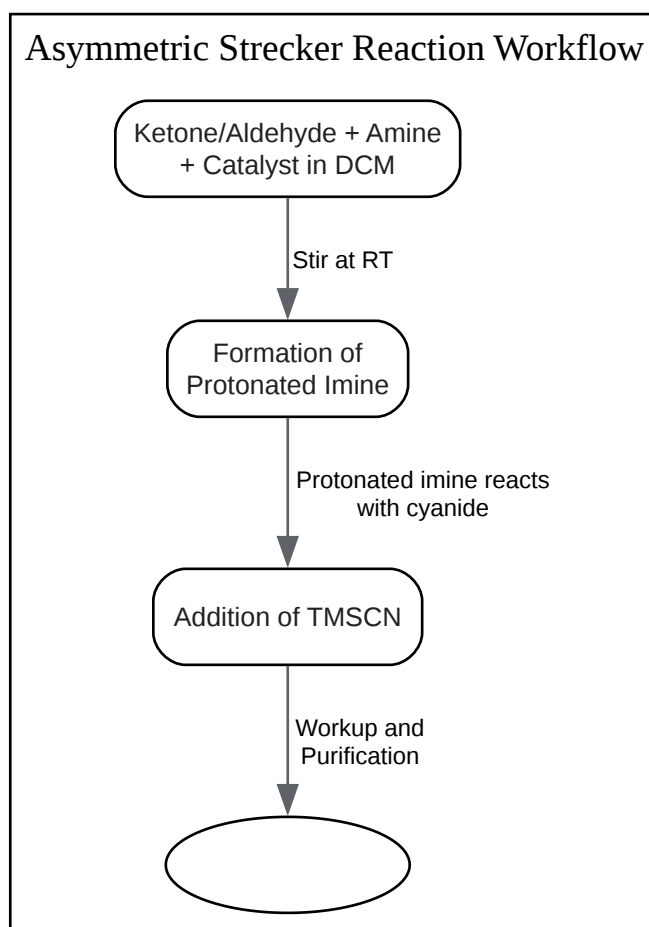 Asymmetric Strecker Reaction Workflow
Ketone/Aldehyde + Amine
+ Catalyst in DCM
Stir at RT
Formation of
Protonated Imine
Protonated imine reacts
with cyanide
Addition of TMSCN
Workup and
Purification